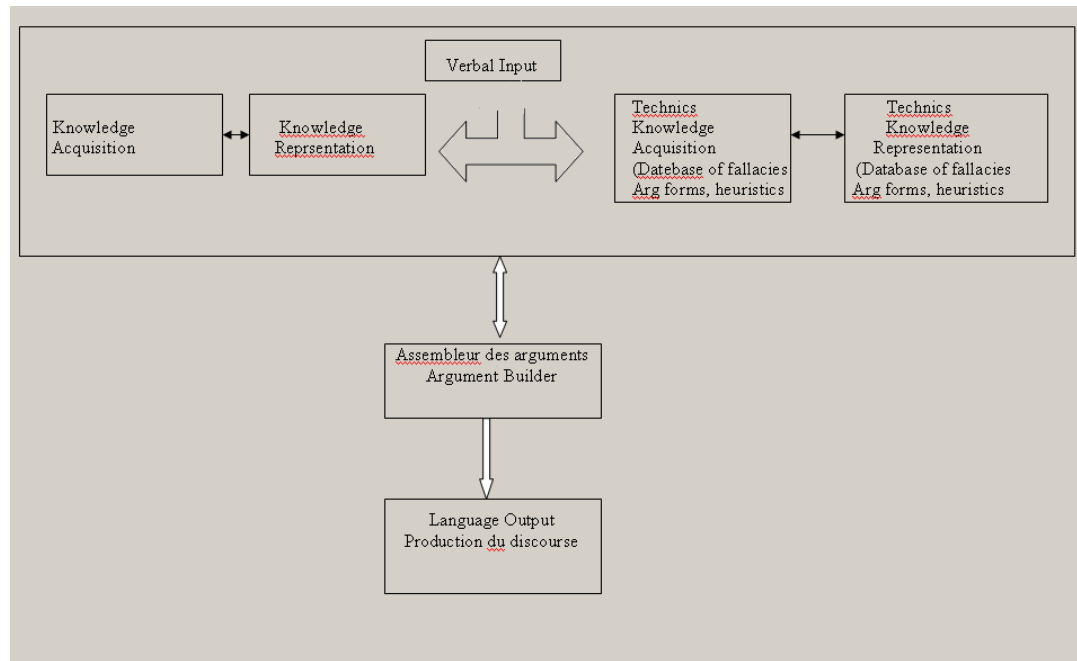 Verbal Input
Knowledge
Acquisition
Knowledge
Reprsentation
Technics
Knowledge
Acquisition
(Datebase of fallacies
Arg forms, heuristics
Technics
Knowledge
Representation
(Database of fallacies
Arg forms, heuristics
Assembleur des arguments
Argument Builder
Language Output
Production du discourse